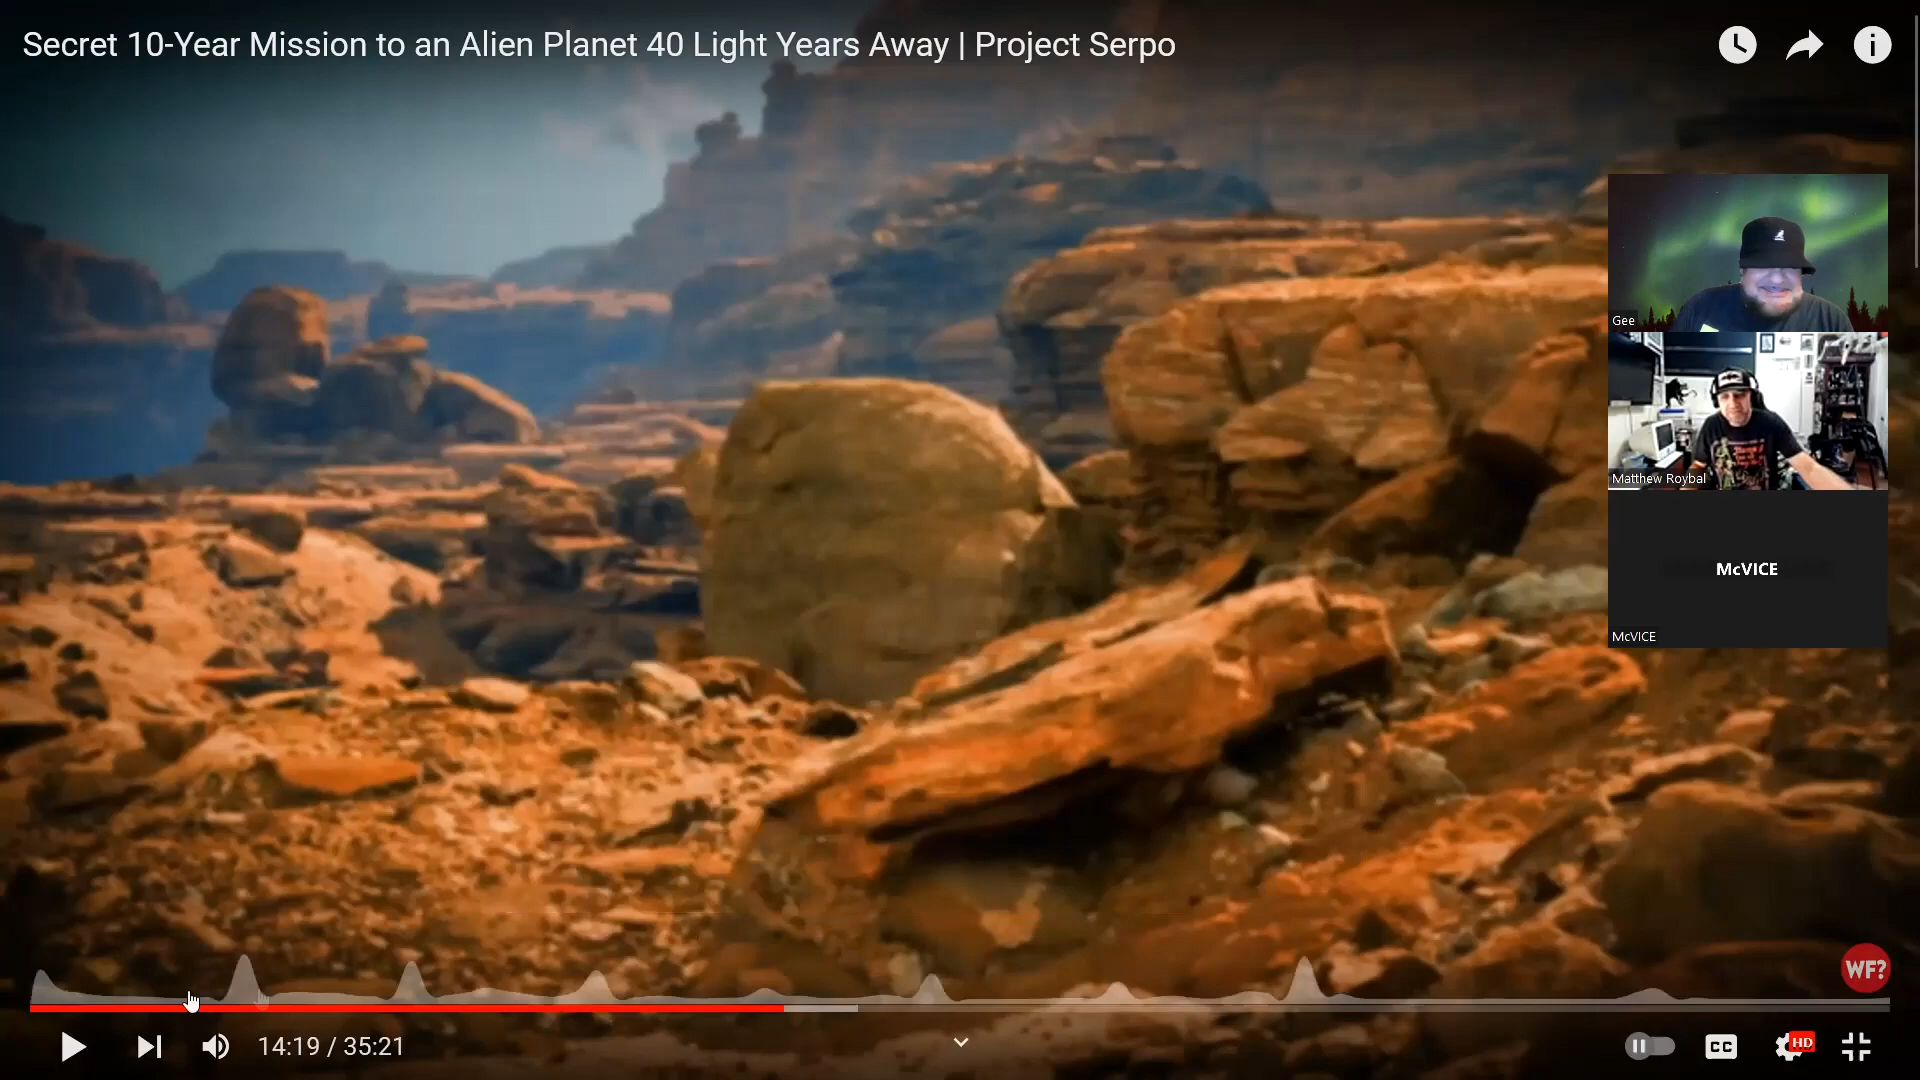 Secret 10-Year Mission to an Alien Planet 40 Light Years Away | Project Serpo
Gee
Matthew Roybal
McVICE
McVICE
WF?
14:19 / 35:21
CC
HD